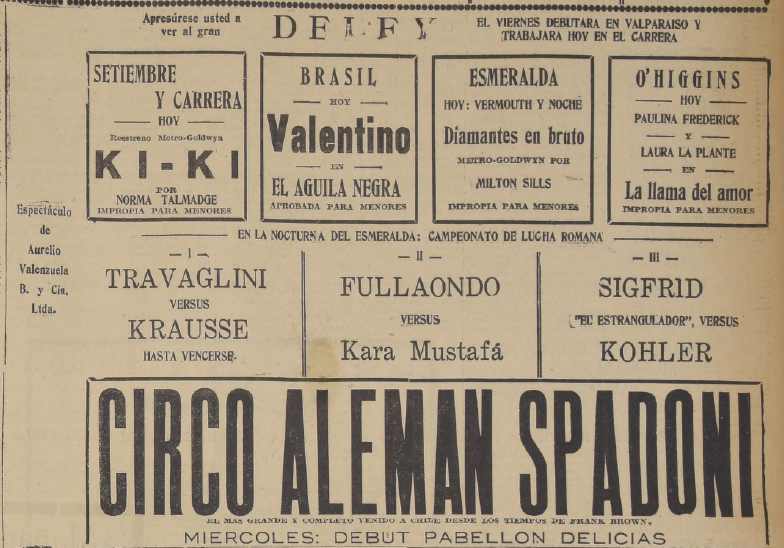 Apresúrese usted a
ver al gran
DELFY
EL VIERNES DEBUTARA EN VALPARAISO Y
TRABAJARA HOY EN EL CARRERA
SETIEMBRE
Y CARRERA
HOY
Reestreno Metro-Goldwyn
KI-KI
POR
NORMA TALMADGE
IMPROPIA PARA MENORES
BRASIL
HOY
Valentino
EN
EL AGUILA NEGRA
APROBADA PARA MENORES
ESMERALDA
HOY: VERMOUTH Y NOCHE
Diamantes en bruto
METRO-GOLDWYN POR
MILTON SILLS
IMPROPIA PARA MENORES
O'HIGGINS
HOY
PAULINA FREDERICK
Y
LAURA LA PLANTE
EN
La llama del amor
IMPROPIA PARA MENORES
Espectáculo
de
Aurelio
Valenzuela
B. y Cia.
Ltda.
EN LA NOCTURNA DEL ESMERALDA: CAMPEONATO DE LUCHA ROMANA
— I —
TRAVAGLINI
VERSUS
KRAUSSE
HASTA VENCERSE.
— II —
FULLAONDO
VERSUS
Kara Mustafá
— III —
SIGFRID
"EL ESTRANGULADOR", VERSUS
KOHLER
CIRCO ALEMAN SPADONI
EL MAS GRANDE Y COMPLETO VENIDO A CHILE DESDE LOS TIEMPOS DE FRANK BROWN.
MIERCOLES: DEBUT PABELLON DELICIAS